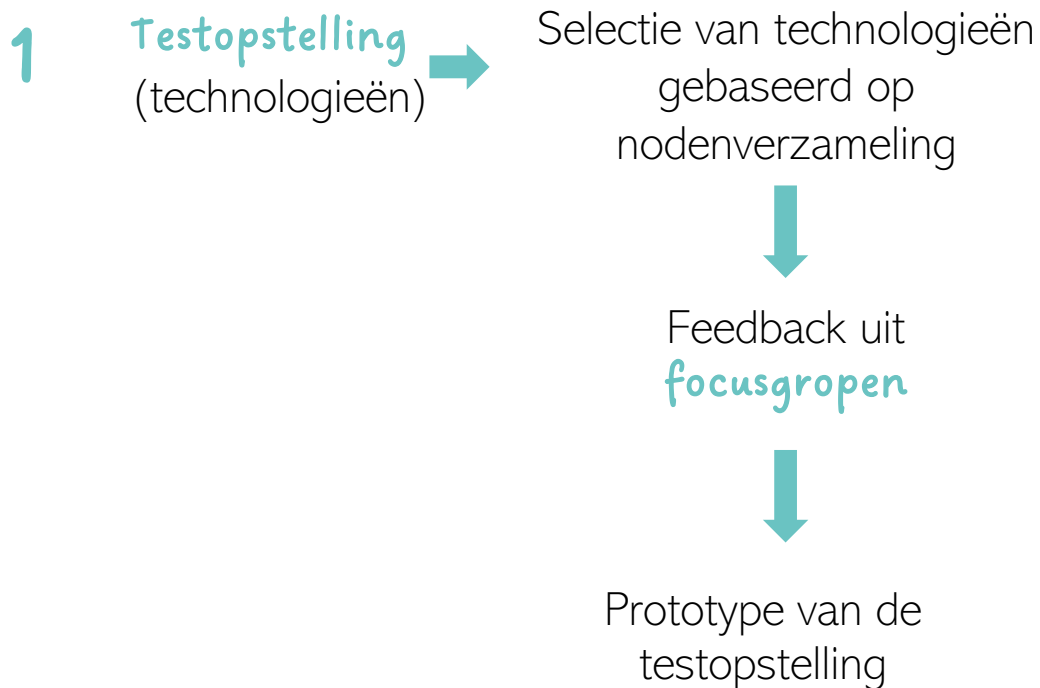 1
Testopstelling
(technologieën)
Selectie van technologieën
gebaseerd op
nodenverzameling
Feedback uit
focusgropen
Prototype van de
testopstelling